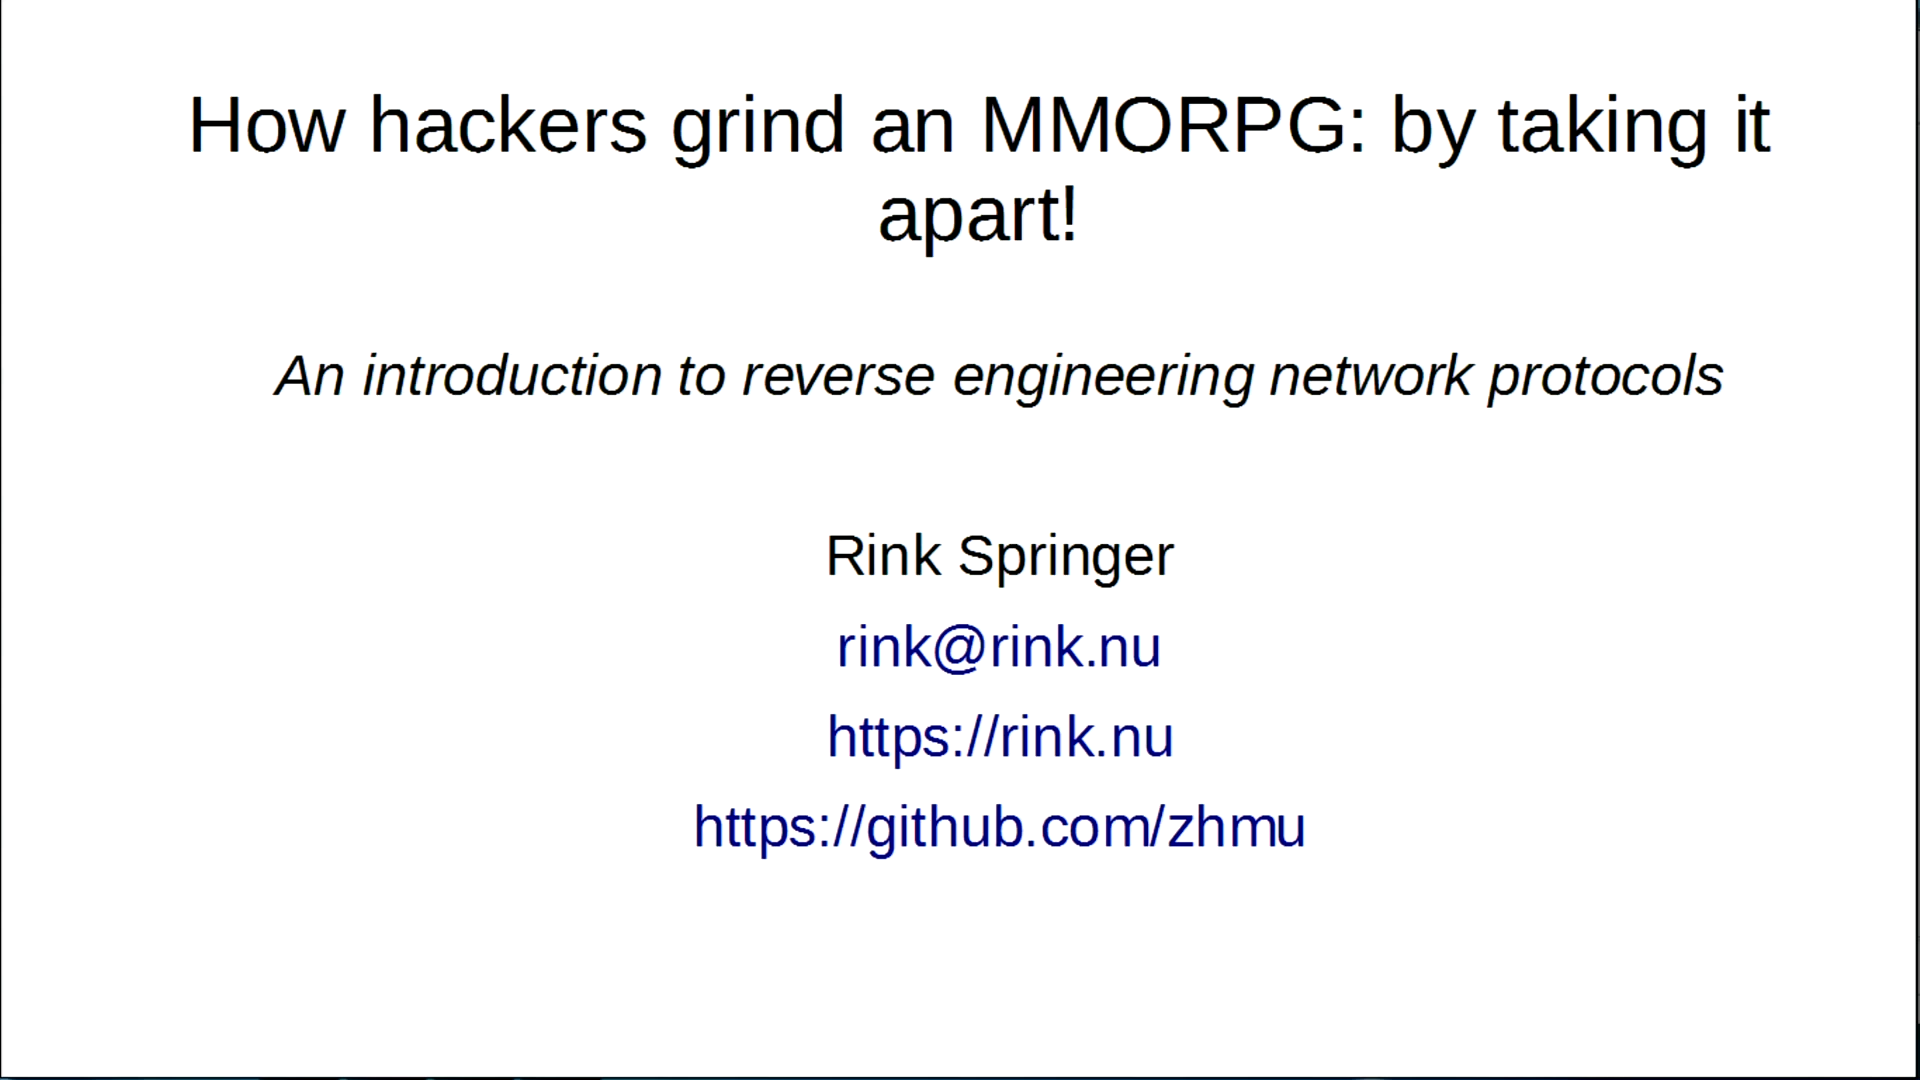 How hackers grind an MMORPG: by taking it
apart!
An introduction to reverse engineering network protocols
Rink Springer
rink@rink.nu
https://rink.nu
https://github.com/zhmu